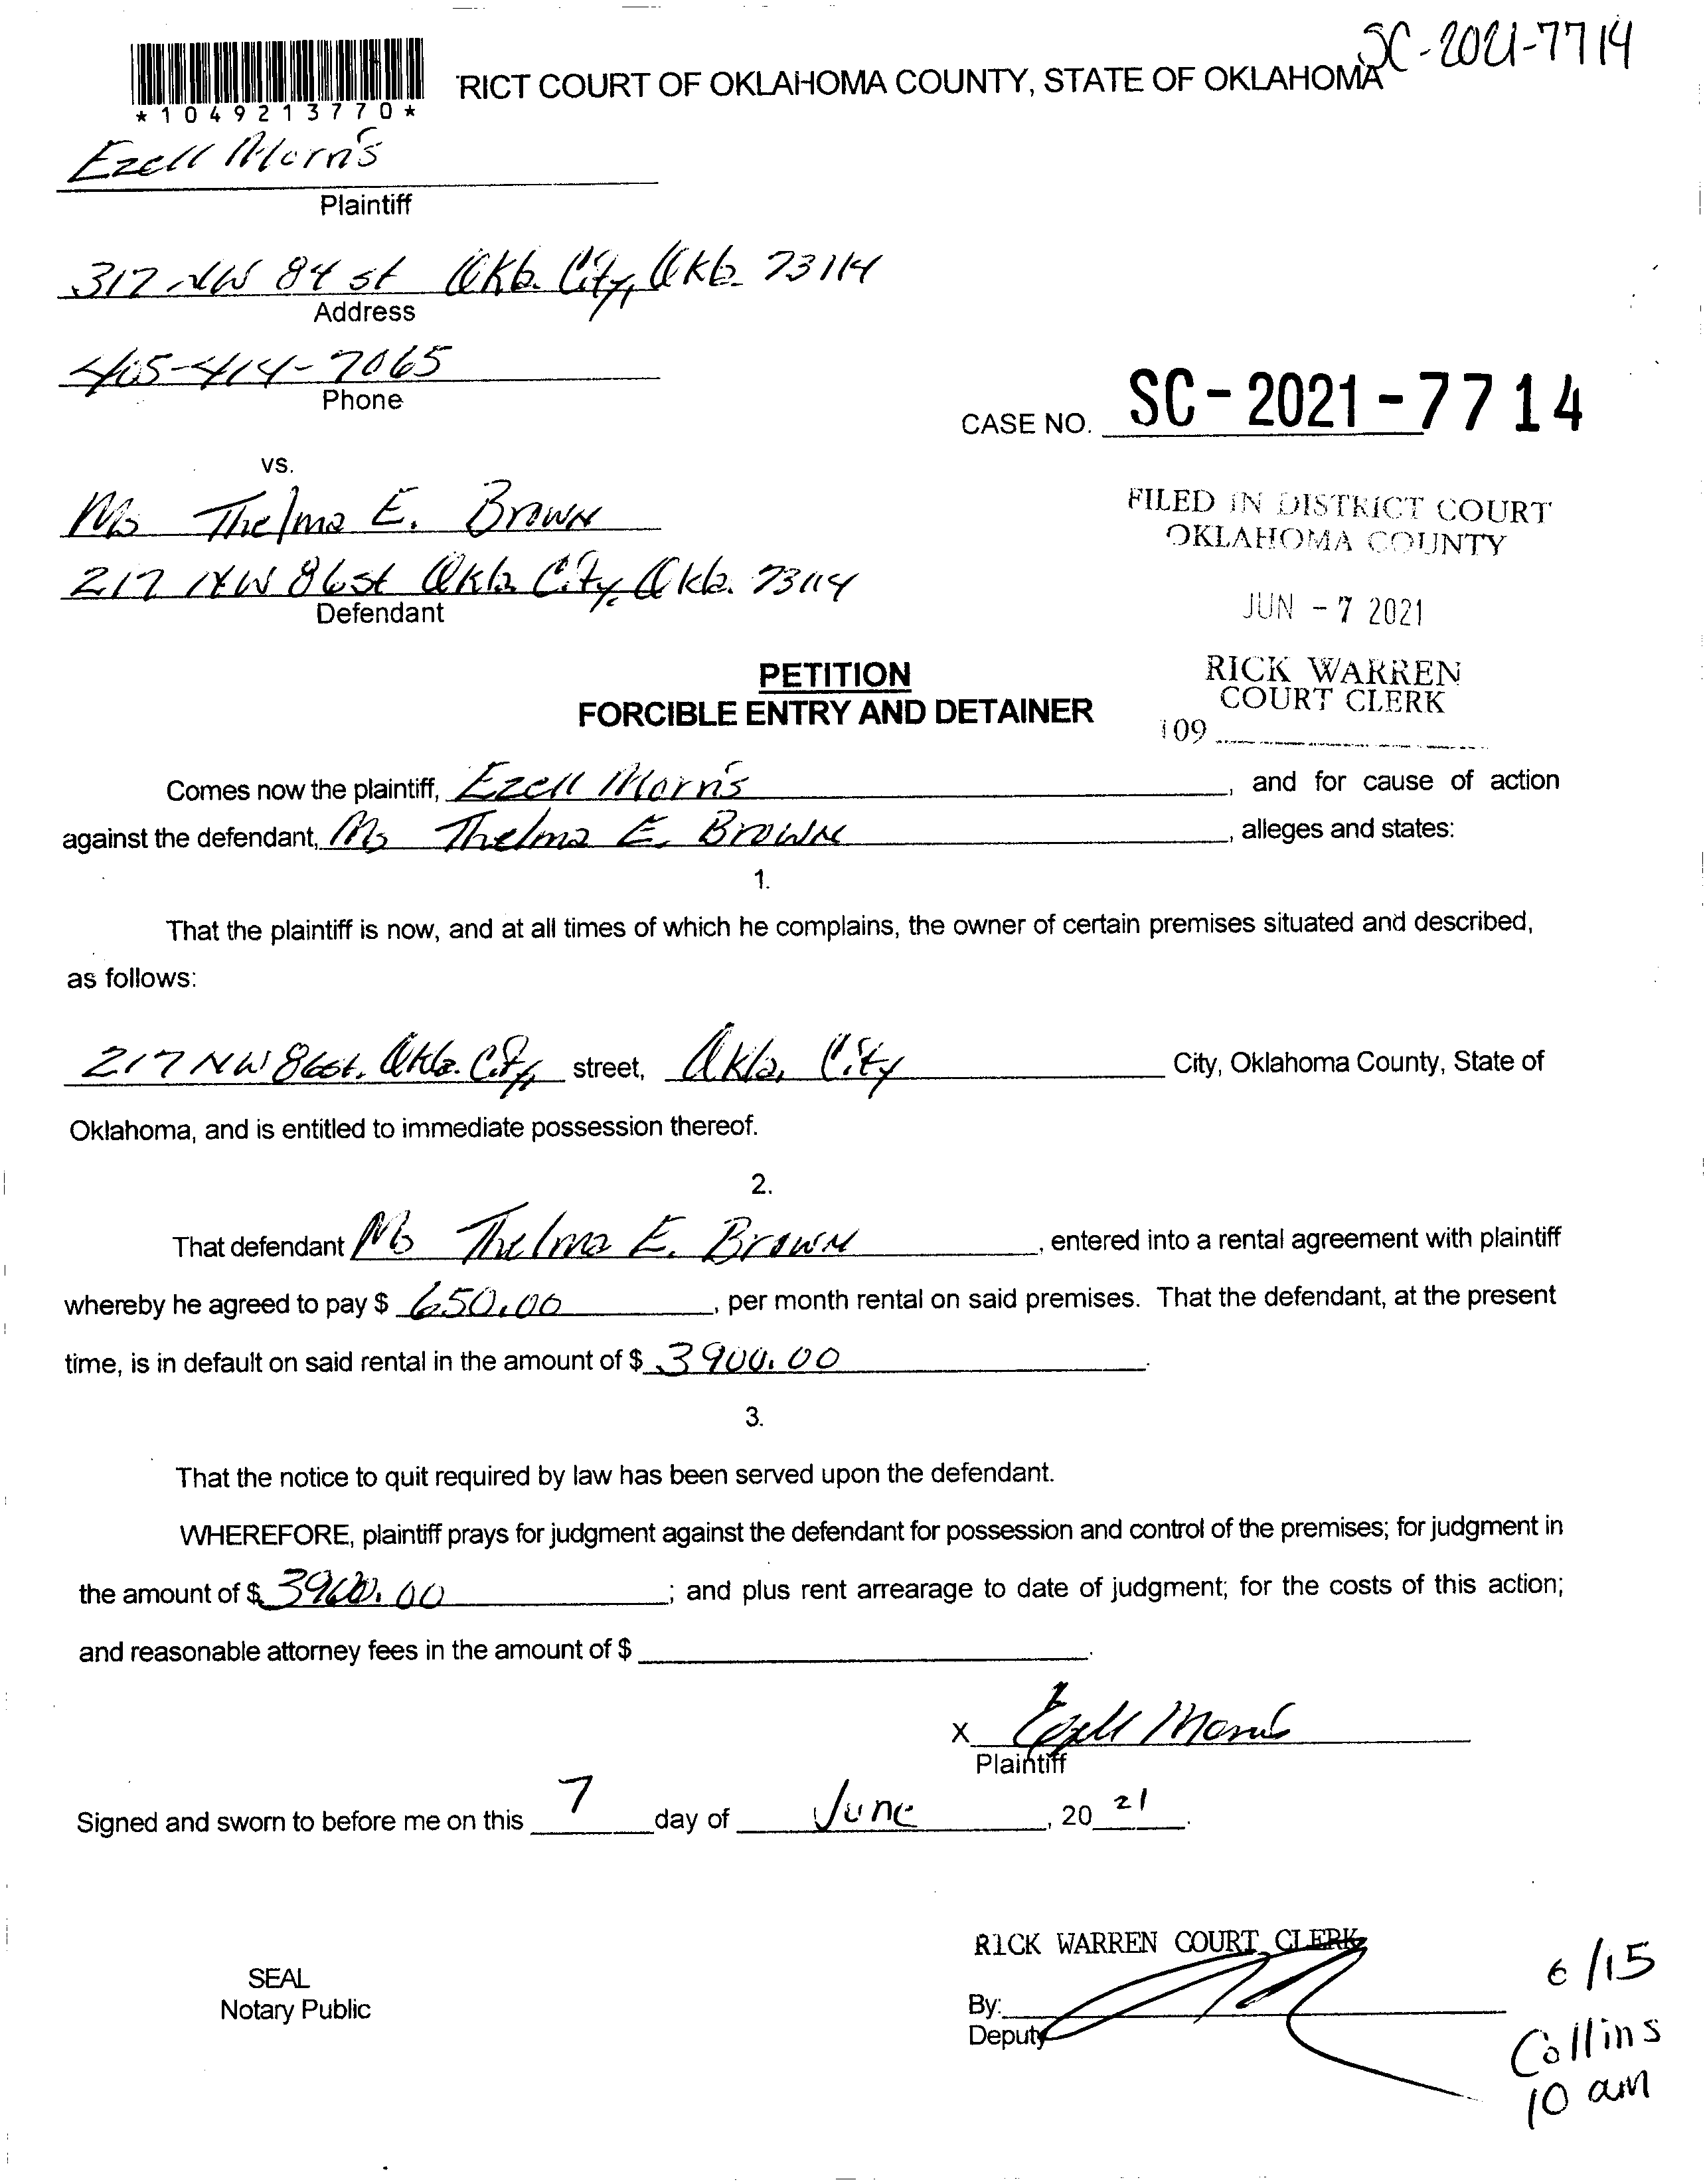 SC-2021-7714
RICT COURT OF OKLAHOMA COUNTY, STATE OF OKLAHOMA
*1049213770*
Ezell Morris
Plaintiff
317 NW 84 st Okla. City, Okla. 73114
Address
405-414-7065
Phone
CASE NO. SC-2021-7714
vs.
Ms Thelma E. Brown
217 NW 86st Okla City, Okla. 73114
Defendant
FILED IN DISTRICT COURT
OKLAHOMA COUNTY
JUN - 7 2021
RICK WARREN
COURT CLERK
109
PETITION
FORCIBLE ENTRY AND DETAINER
Comes now the plaintiff, Ezell Morris, and for cause of action
against the defendant, Ms Thelma E. Brown, alleges and states:
1.
That the plaintiff is now, and at all times of which he complains, the owner of certain premises situated and described,
as follows:
217 NW 86st. Okla. City, street, Okla. City City, Oklahoma County, State of
Oklahoma, and is entitled to immediate possession thereof.
2.
That defendant Ms Thelma E. Brown, entered into a rental agreement with plaintiff
whereby he agreed to pay $ 650.00, per month rental on said premises. That the defendant, at the present
time, is in default on said rental in the amount of $ 3900.00.
3.
That the notice to quit required by law has been served upon the defendant.
WHEREFORE, plaintiff prays for judgment against the defendant for possession and control of the premises; for judgment in
the amount of $ ; and plus rent arrearage to date of judgment; for the costs of this action;
and reasonable attorney fees in the amount of $ .
X Ezell Morris
Plaintiff
Signed and sworn to before me on this 7 day of June, 20 21.
RICK WARREN COURT CLERK
SEAL
Notary Public
By:
Deputy
6/15
Collins
10 am